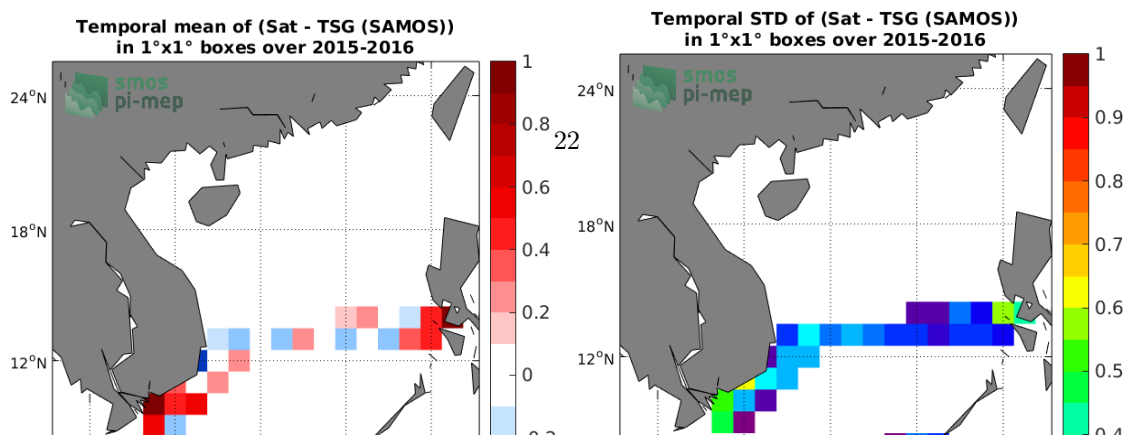 Temporal mean of (Sat - TSG (SAMOS))
in 1°x1° boxes over 2015-2016
smos
pi-mep
24°N
18°N
12°N
1
0.8
0.6
0.4
0.2
0
22
Temporal STD of (Sat - TSG (SAMOS))
in 1°x1° boxes over 2015-2016
smos
pi-mep
24°N
18°N
12°N
1
0.9
0.8
0.7
0.6
0.5